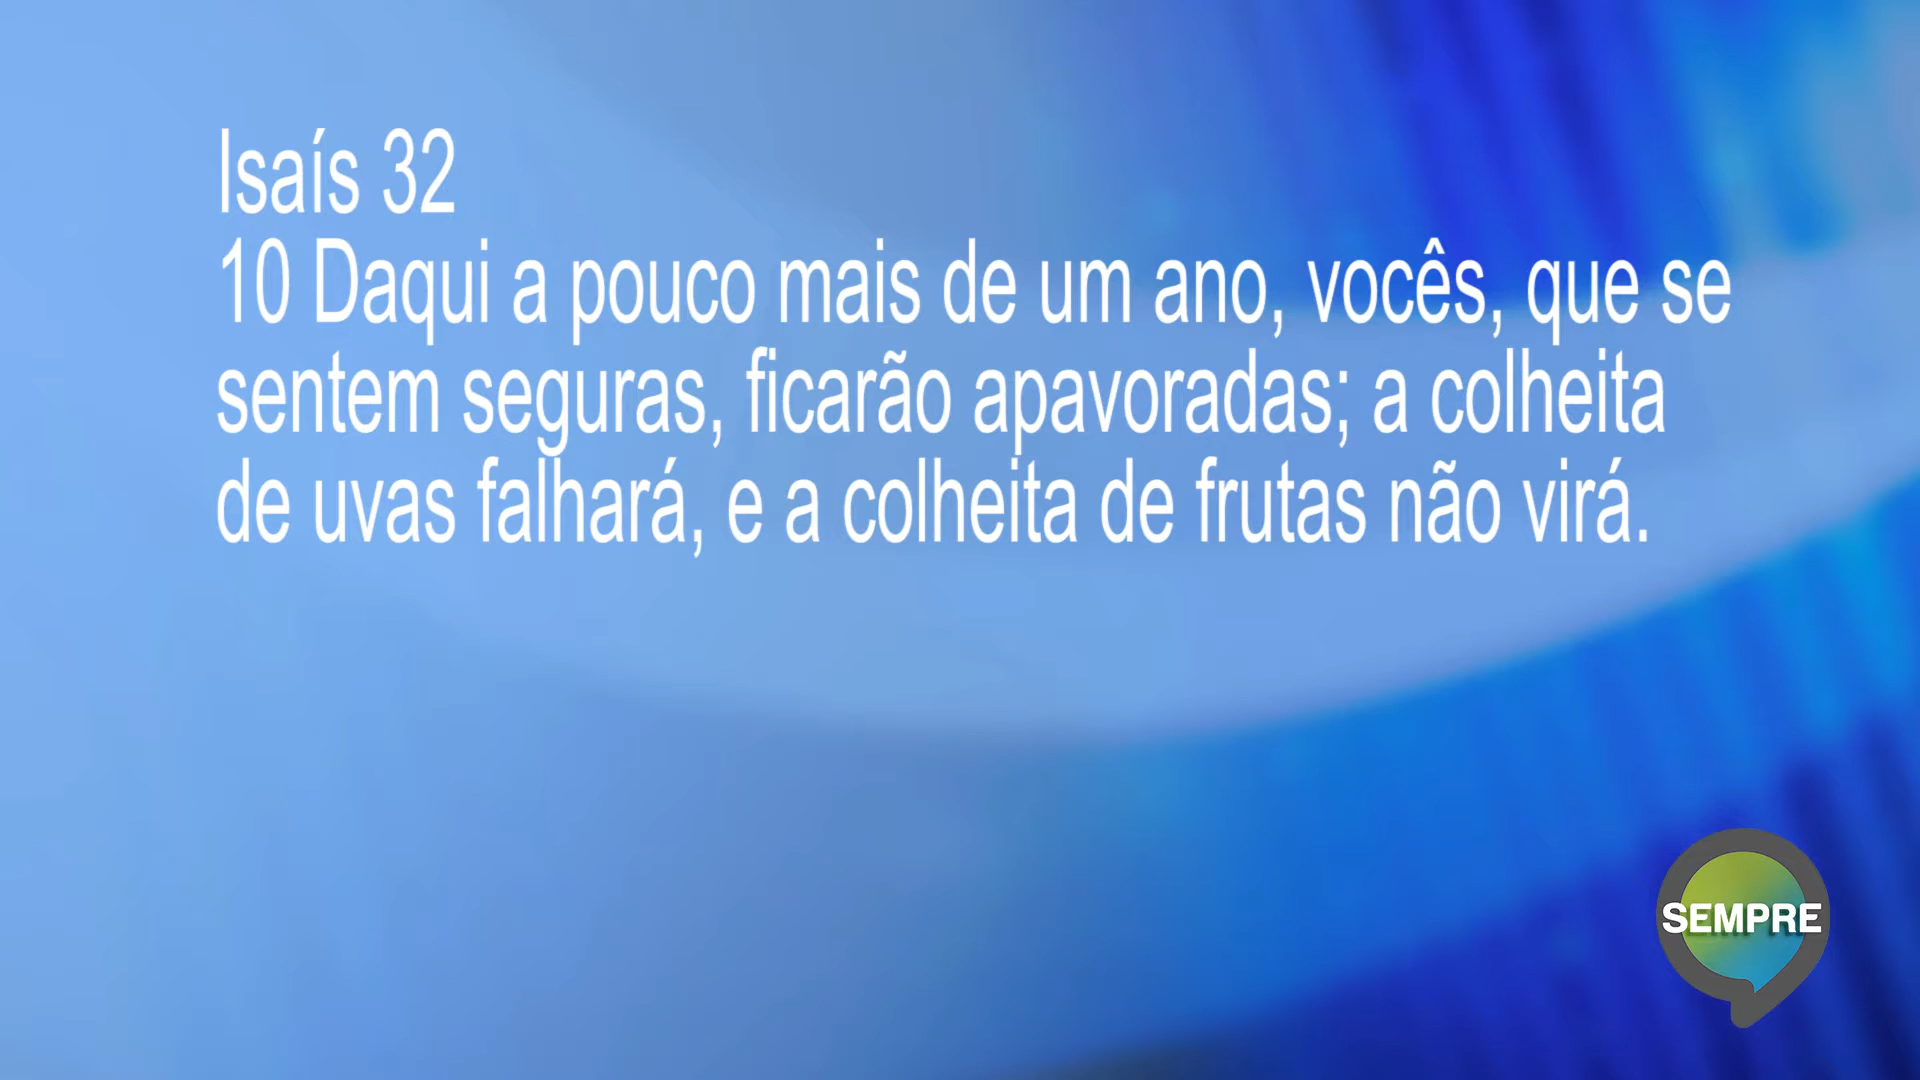 Isaís 32
10 Daqui a pouco mais de um ano, vocês, que se
sentem seguras, ficarão apavoradas; a colheita
de uvas falhará, e a colheita de frutas não virá.
SEMPRE